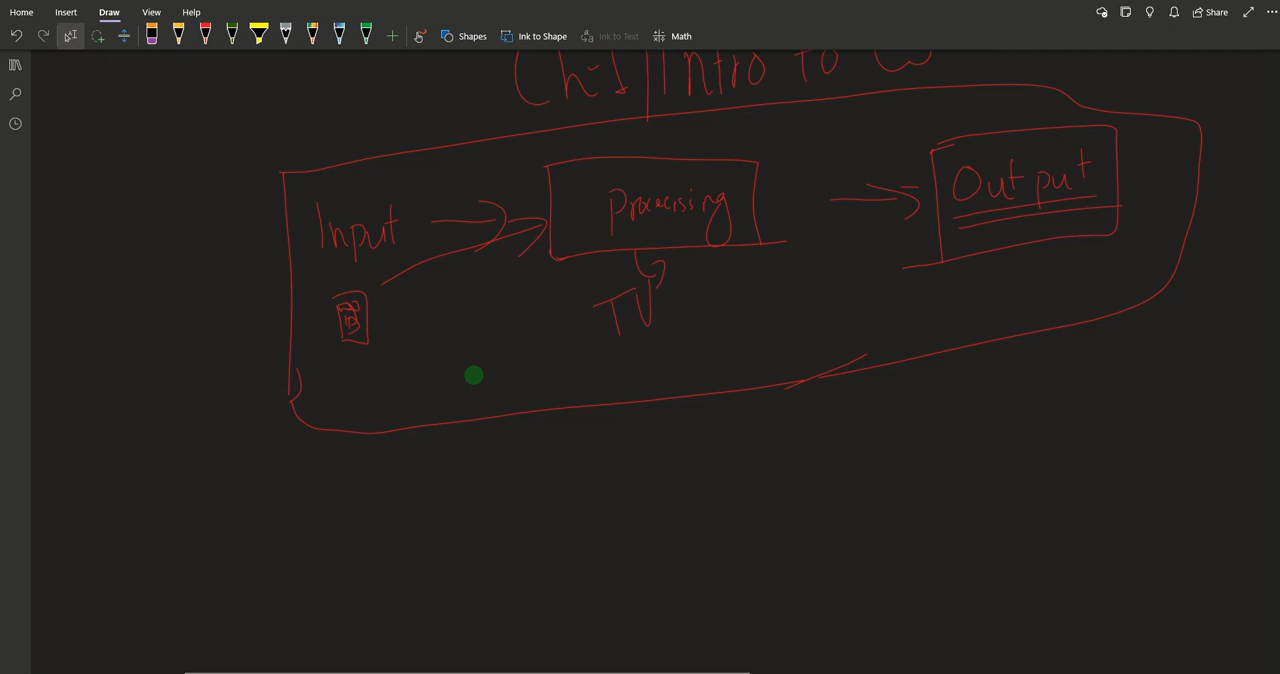 Home Insert Draw View Help Share
Shapes Ink to Shape Ink to Text Math
Ch-1 Intro to
Input Processing Output
TV